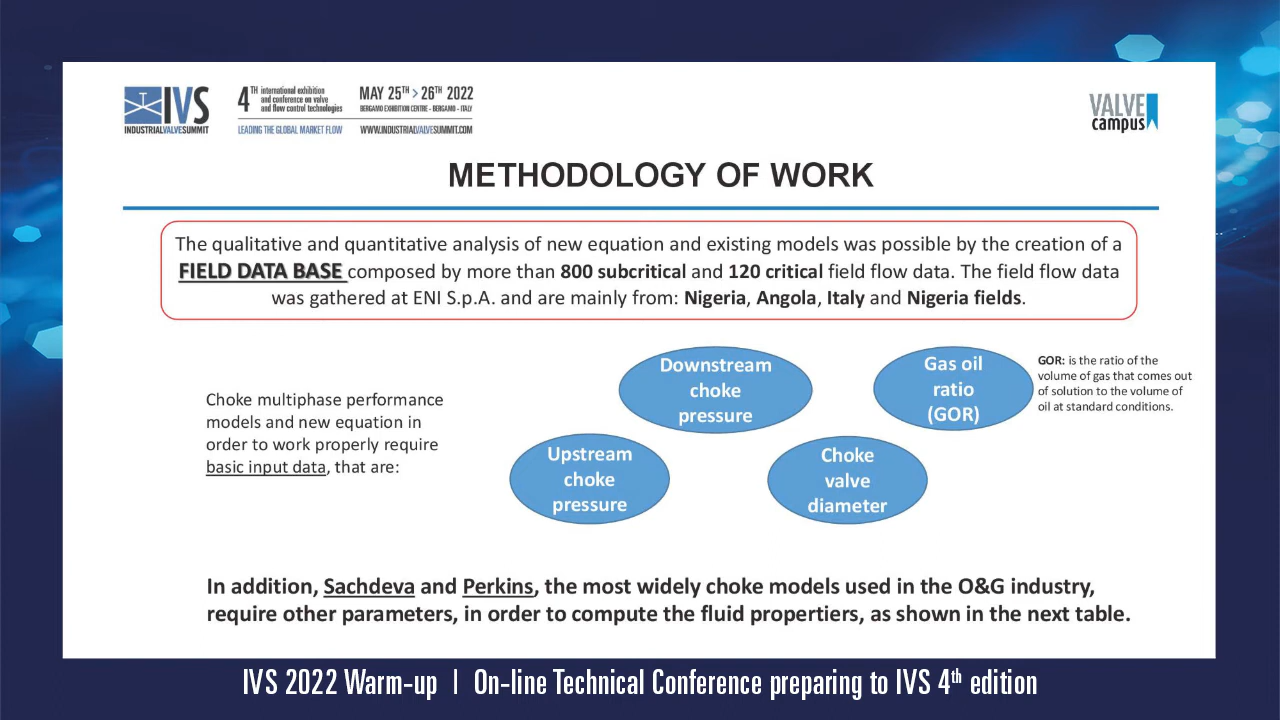 IVS
INDUSTRIALVALVESUMMIT
4TH international exhibition
and conference on valve
and flow control technologies
LEADING THE GLOBAL MARKET FLOW
MAY 25TH > 26TH 2022
BERGAMO EXHIBITION CENTRE - BERGAMO - ITALY
WWW.INDUSTRIALVALVESUMMIT.COM
VALVE
campus
METHODOLOGY OF WORK
The qualitative and quantitative analysis of new equation and existing models was possible by the creation of a
FIELD DATA BASE composed by more than 800 subcritical and 120 critical field flow data. The field flow data
was gathered at ENI S.p.A. and are mainly from: Nigeria, Angola, Italy and Nigeria fields.
Choke multiphase performance
models and new equation in
order to work properly require
basic input data, that are:
Downstream
choke
pressure
Gas oil
ratio
(GOR)
GOR: is the ratio of the
volume of gas that comes out
of solution to the volume of
oil at standard conditions.
Upstream
choke
pressure
Choke
valve
diameter
In addition, Sachdeva and Perkins, the most widely choke models used in the O&G industry,
require other parameters, in order to compute the fluid propertiers, as shown in the next table.
IVS 2022 Warm-up | On-line Technical Conference preparing to IVS 4th edition